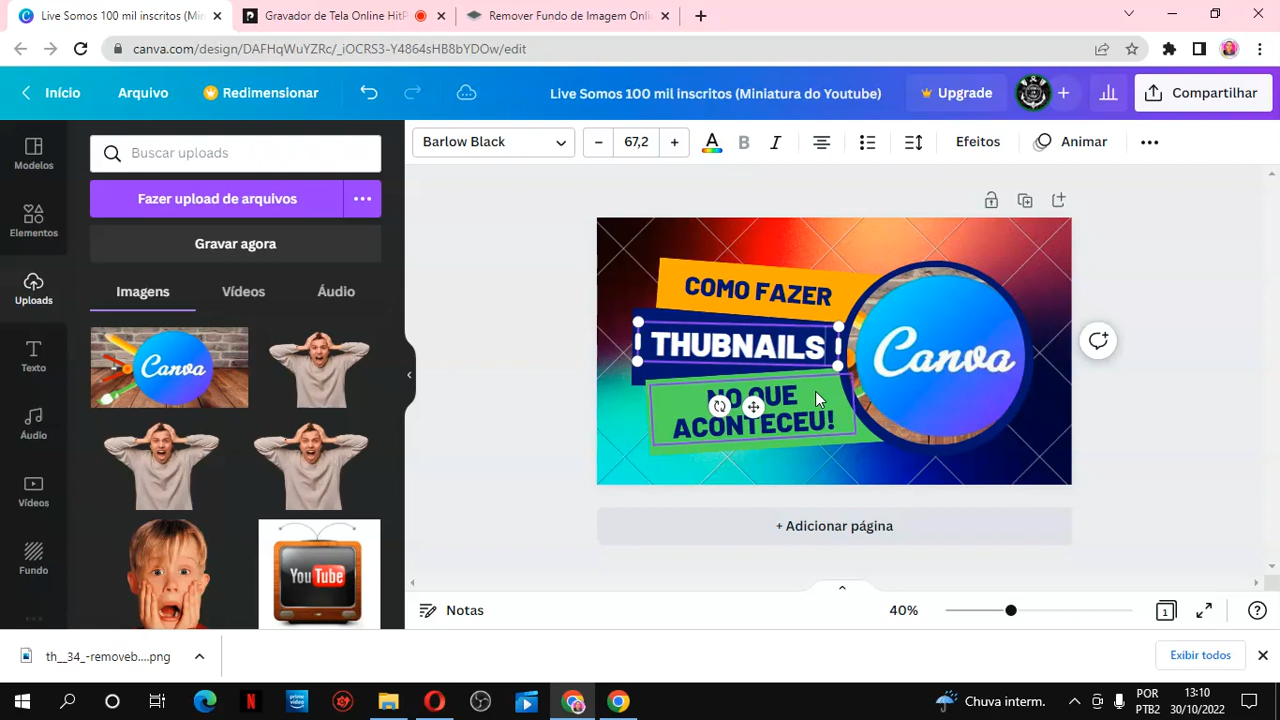 Live Somos 100 mil inscritos (Min
Gravador de Tela Online HitP
Remover Fundo de Imagem Onli
canva.com/design/DAFHqWuYZRc/_iOCRS3-Y4864sHB8bYDOw/edit
Início
Arquivo
Redimensionar
Live Somos 100 mil inscritos (Miniatura do Youtube)
Upgrade
Compartilhar
Modelos
Elementos
Uploads
Texto
Áudio
Vídeos
Fundo
Buscar uploads
Fazer upload de arquivos
Gravar agora
Imagens
Vídeos
Áudio
Canva
YouTube
Barlow Black
67,2
A
B
I
Efeitos
Animar
COMO FAZER
THUBNAILS
NO QUE
ACONTECEU!
Canva
+ Adicionar página
Notas
40%
1
th__34_-removeb....png
Exibir todos
Chuva interm.
POR
PTB2
13:10
30/10/2022